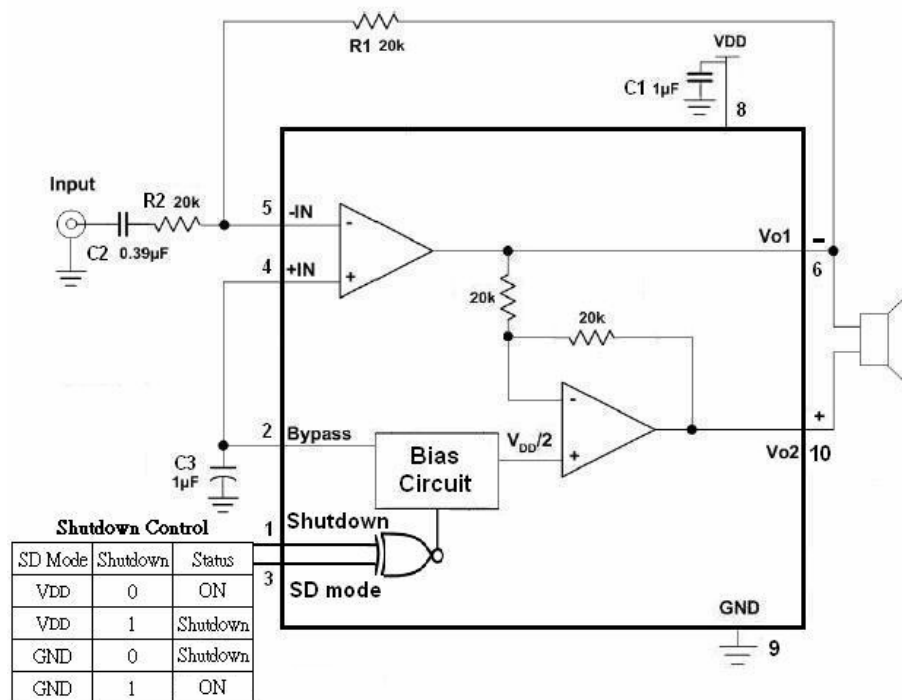 R1 20k
VDD
C1 1μF
8
Input
R2 20k
C2 0.39μF
5 -IN
-
4 +IN
+
Vo1 -
6
20k
20k
2 Bypass
C3
1μF
Bias
Circuit
VDD/2
-
+
+
Vo2 10
Shutdown Control
1 Shutdown
3 SD mode
SD Mode Shutdown Status
VDD 0 ON
VDD 1 Shutdown
GND 0 Shutdown
GND 1 ON
GND
9